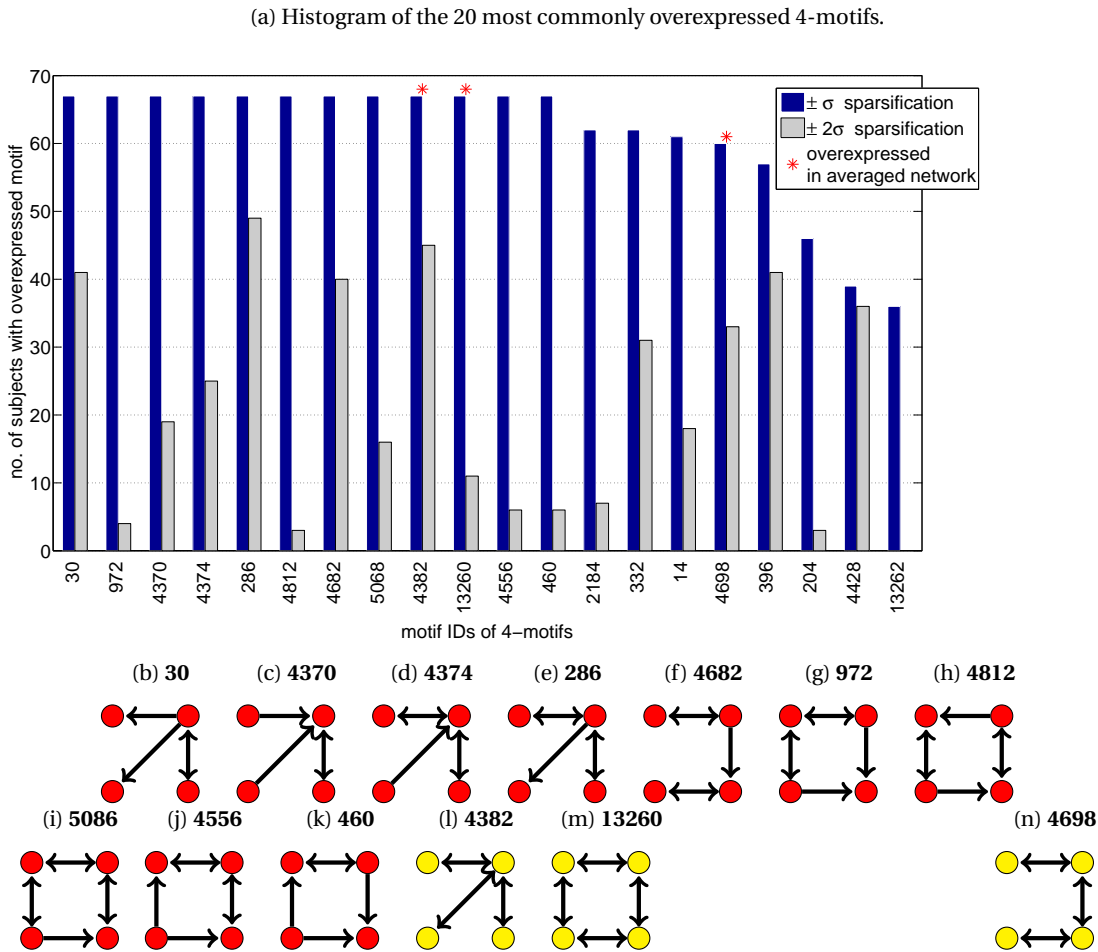 (a) Histogram of the 20 most commonly overexpressed 4-motifs.
no. of subjects with overexpressed motif
70
60
50
40
30
20
10
0
± σ sparsification
± 2σ sparsification
overexpressed
in averaged network
30
972
4370
4374
286
4812
4682
5068
4382
13260
4556
460
2184
332
14
4698
396
204
4428
13262
motif IDs of 4−motifs
(b) 30
(c) 4370
(d) 4374
(e) 286
(f) 4682
(g) 972
(h) 4812
(i) 5086
(j) 4556
(k) 460
(l) 4382
(m) 13260
(n) 4698